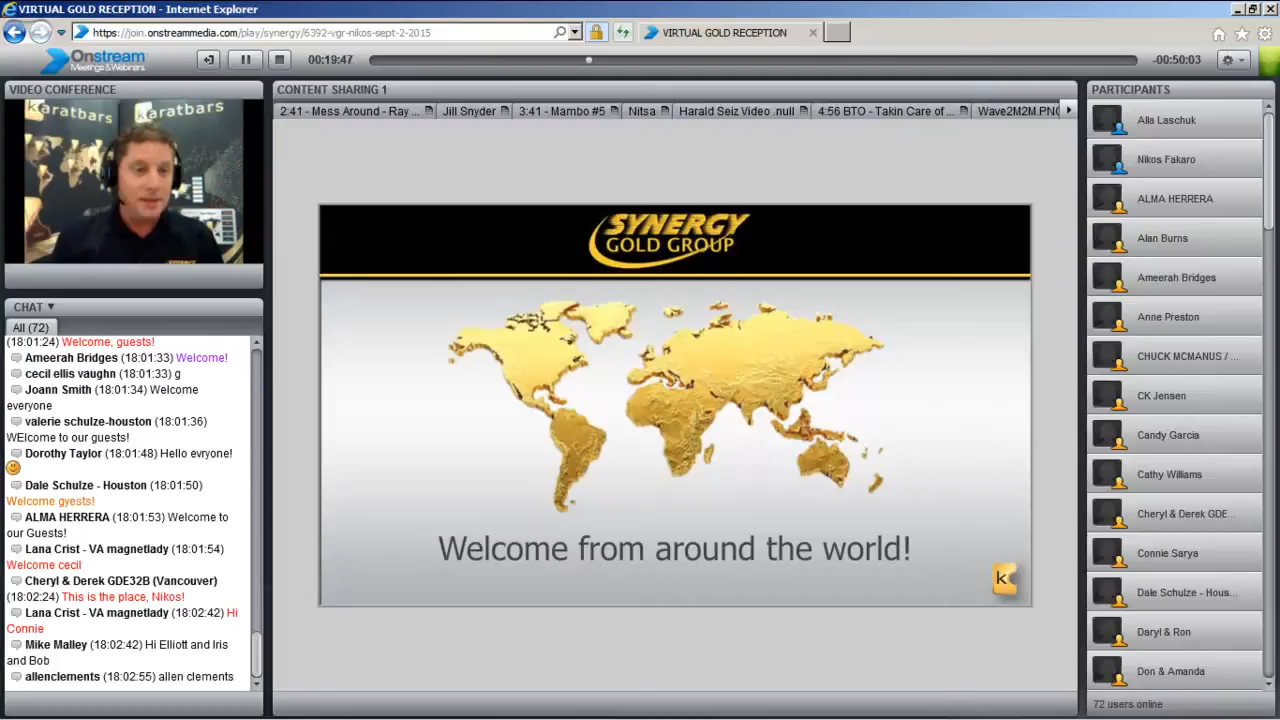 VIRTUAL GOLD RECEPTION - Internet Explorer
https://join.onstreammedia.com/play/synergy/6392-vgr-nikos-sept-2-2015
VIRTUAL GOLD RECEPTION
Onstream
Meetings & Webinars
00:19:47
-00:50:03
VIDEO CONFERENCE
karatbars
karatbars
CHAT
All (72)
(18:01:24) Welcome, guests!
Ameerah Bridges (18:01:33) Welcome!
cecil ellis vaughn (18:01:33) g
Joann Smith (18:01:34) Welcome
everyone
valerie schulze-houston (18:01:36)
WElcome to our guests!
Dorothy Taylor (18:01:48) Hello evryone!
Dale Schulze - Houston (18:01:50)
Welcome gyests!
ALMA HERRERA (18:01:53) Welcome to
our Guests!
Lana Crist - VA magnetlady (18:01:54)
Welcome cecil
Cheryl & Derek GDE32B (Vancouver)
(18:02:24) This is the place, Nikos!
Lana Crist - VA magnetlady (18:02:42) Hi
Connie
Mike Malley (18:02:42) Hi Elliott and Iris
and Bob
allenclements (18:02:55) allen clements
CONTENT SHARING 1
2:41 - Mess Around - Ray ... Jill Snyder 3:41 - Mambo #5 Nitsa Harald Seiz Video .null 4:56 BTO - Takin Care of ... Wave2M2M.PNG
SYNERGY
GOLD GROUP
Welcome from around the world!
k
PARTICIPANTS
Alla Laschuk
Nikos Fakaro
ALMA HERRERA
Alan Burns
Ameerah Bridges
Anne Preston
CHUCK MCMANUS / ...
CK Jensen
Candy Garcia
Cathy Williams
Cheryl & Derek GDE...
Connie Sarya
Dale Schulze - Hous...
Daryl & Ron
Don & Amanda
72 users online